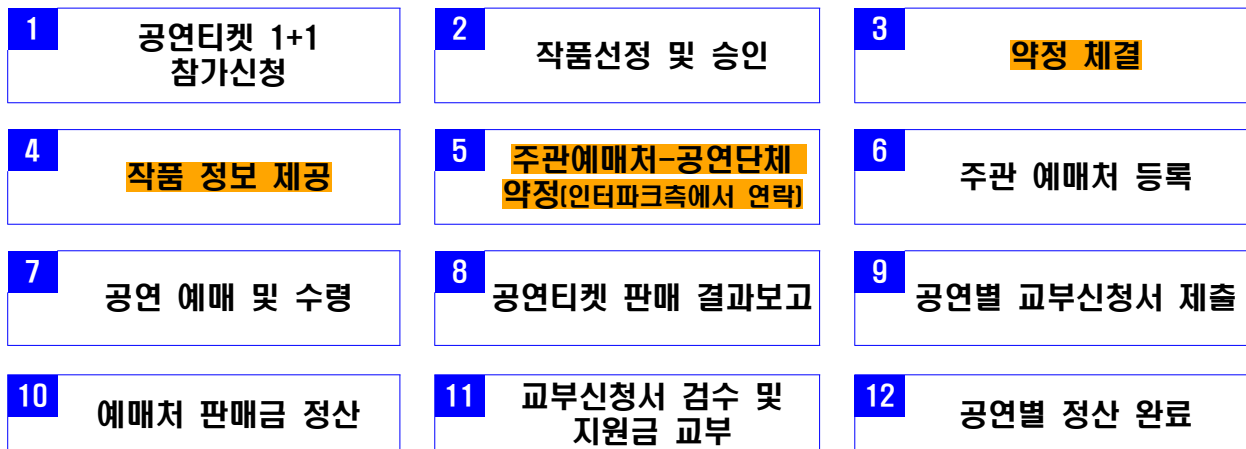 1
공연티켓 1+1
참가신청
2
작품선정 및 승인
3
약정 체결
4
작품 정보 제공
5
주관예매처-공연단체
약정(인터파크측에서 연락)
6
주관 예매처 등록
7
공연 예매 및 수령
8
공연티켓 판매 결과보고
9
공연별 교부신청서 제출
10
예매처 판매금 정산
11
교부신청서 검수 및
지원금 교부
12
공연별 정산 완료